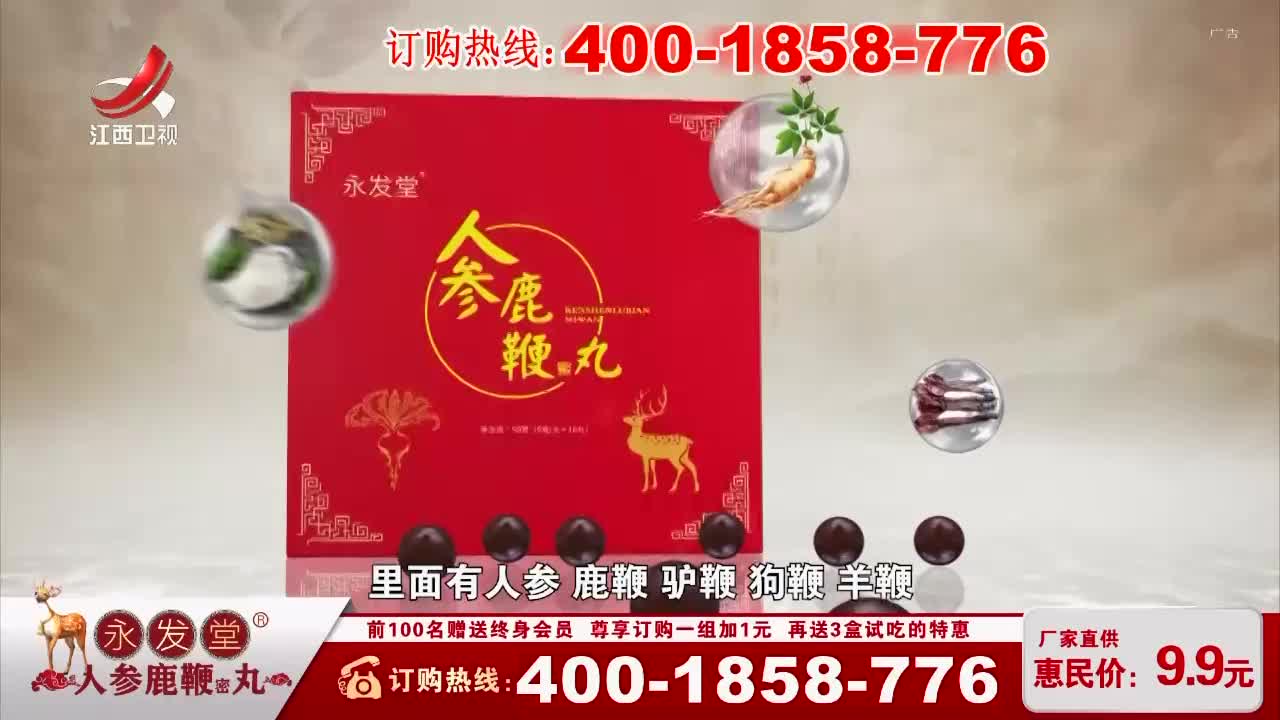 订购热线:400-1858-776
广告
江西卫视
永发堂
人参鹿鞭密丸
RENSHENLUBIAN
MIWAN
里面有人参 鹿鞭 驴鞭 狗鞭 羊鞭
永发堂®
人参鹿鞭密丸
前100名赠送终身会员 尊享订购一组加1元 再送3盒试吃的特惠
订购热线:400-1858-776
厂家直供
惠民价:9.9元